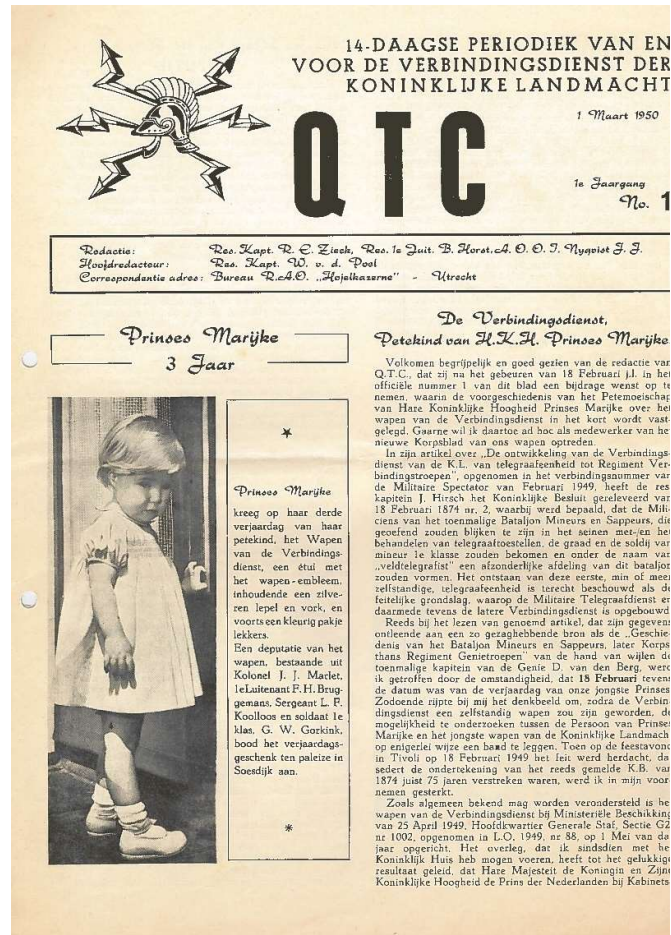 14-DAAGSE PERIODIEK VAN EN
VOOR DE VERBINDINGSDIENST DER
KONINKLIJKE LANDMACHT
QTC
1 Maart 1950
1e Jaargang
No. 1
Redactie: Res. Kapt. R. E. Zieck, Res. 1e Luit. B. Horst, A. O. O. I. Nyqvist J. J.
Hoofdredacteur: Res. Kapt. W. v. d. Poel
Correspondentie adres: Bureau R.A.O. „Hojelkazerne" - Utrecht
Prinses Marijke
3 Jaar
Prinses Marijke
kreeg op haar derde
verjaardag van haar
petekind, het Wapen
van de Verbindings-
dienst, een étui met
het wapen-embleem,
inhoudende een zilve-
ren lepel en vork, en
voorts een kleurig pakje
lekkers.
Een deputatie van het
wapen, bestaande uit
Kolonel J. J. Marlet,
1e Luitenant F. H. Brug-
gemans, Sergeant L. F.
Koolloos en soldaat 1e
klas, G. W. Gorkink,
bood het verjaardags-
geschenk ten paleize in
Soesdijk aan.
De Verbindingsdienst,
Petekind van H.K.H. Prinses Marijke
Volkomen begrijpelijk en goed gezien van de redactie van
Q.T.C., dat zij na het gebeuren van 18 Februari j.l. in het
officiële nummer 1 van dit blad een bijdrage wenst op te
nemen, waarin de voorgeschiedenis van het Petemoeischap
van Hare Koninklijke Hoogheid Prinses Marijke over het
wapen van de Verbindingsdienst in het kort wordt vast-
gelegd. Gaarne wil ik daartoe ad hoc als medewerker van het
nieuwe Korpsblad van ons wapen optreden.
In zijn artikel over „De ontwikkeling van de Verbindings-
dienst van de K.L. van telegraafeenheid tot Regiment Ver-
bindingstroepen", opgenomen in het verbindingsnummer van
de Militaire Spectator van Februari 1949, heeft de res.
kapitein J. Hirsch het Koninklijke Besluit gereleveerd van
18 Februari 1874 nr. 2, waarbij werd bepaald, dat de Mili-
ciens van het toenmalige Bataljon Mineurs en Sappeurs, die
geoefend zouden blijken te zijn in het seinen met-/en het
behandelen van telegraaftoestellen, de graad en de soldij van
mineur 1e klasse zouden bekomen en onder de naam van
„veldtelegrafist" een afzonderlijke afdeling van dit bataljon
zouden vormen. Het ontstaan van deze eerste, min of meer
zelfstandige, telegraafeenheid is terecht beschouwd als de
feitelijke grondslag, waarop de Militaire Telegraafdienst en
daarmede tevens de latere Verbindingsdienst is opgebouwd.
Reeds bij het lezen van genoemd artikel, dat zijn gegevens
ontleende aan een zo gezaghebbende bron als de „Geschie-
denis van het Bataljon Mineurs en Sappeurs, later Korps
thans Regiment Genietroepen" van de hand van wijlen de
toenmalige kapitein van de Genie D. van den Berg, werd
ik getroffen door de omstandigheid, dat 18 Februari tevens
de datum was van de verjaardag van onze jongste Prinses.
Zodoende rijpte bij mij het denkbeeld om, zodra de Verbin-
dingsdienst een zelfstandig wapen zou zijn geworden, de
mogelijkheid te onderzoeken tussen de Persoon van Prinses
Marijke en het jongste wapen van de Koninklijke Landmach
op enigerlei wijze een band te leggen. Toen op de feestavond
in Tivoli op 18 Februari 1949 het feit werd herdacht, da
sedert de ondertekening van het reeds gemelde K.B. van
1874 juist 75 jaren verstreken waren, werd ik in mijn voor-
nemen gesterkt.
Zoals algemeen bekend mag worden verondersteld is he
wapen van de Verbindingsdienst bij Ministeriële Beschikking
van 25 April 1949, Hoofdkwartier Generale Staf, Sectie G2
nr 1002, opgenomen in L.O. 1949, nr 88, op 1 Mei van da
jaar opgericht. Het overleg, dat ik sindsdien met he
Koninklijk Huis heb mogen voeren, heeft tot het gelukkige
resultaat geleid, dat Hare Majesteit de Koningin en Zijne
Koninklijke Hoogheid de Prins der Nederlanden bij Kabinets-